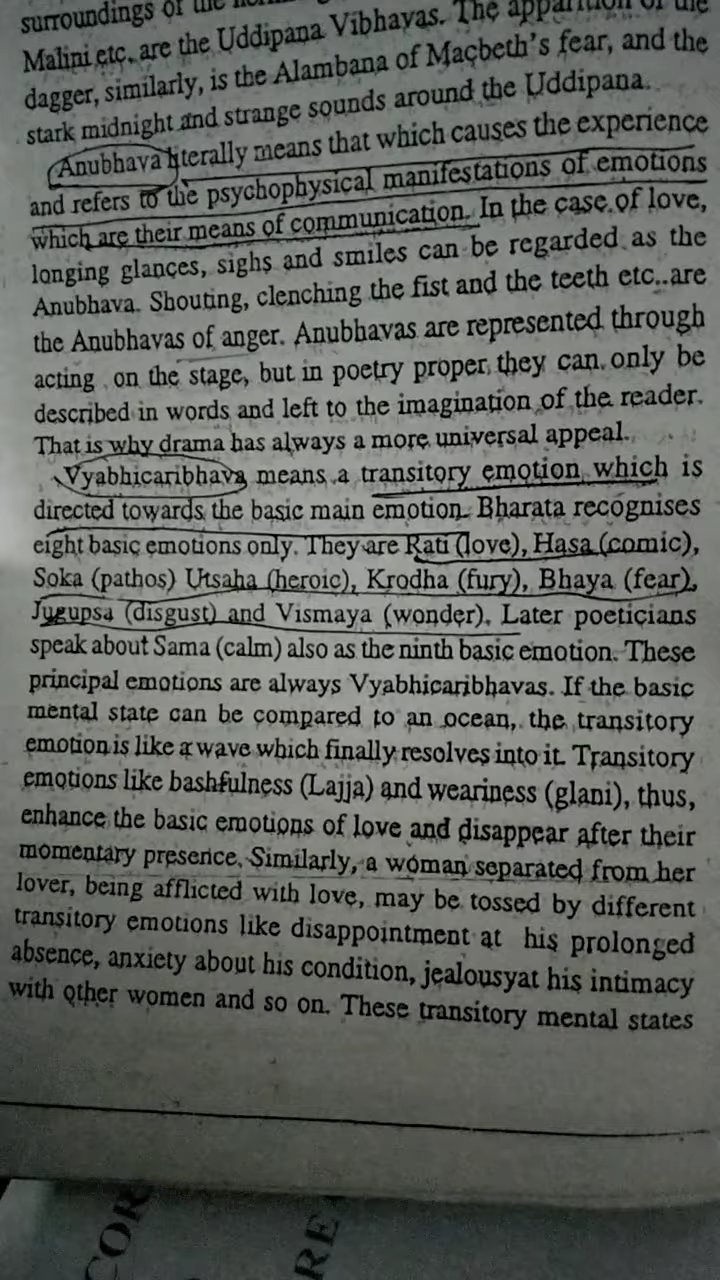 surroundings of the
Malini etc. are the Uddipana Vibhavas. The apparition of the
dagger, similarly, is the Alambana of Macbeth's fear, and the
stark midnight and strange sounds around the Uddipana.
Anubhava literally means that which causes the experience
and refers to the psychophysical manifestations of emotions
which are their means of communication. In the case of love,
longing glances, sighs and smiles can be regarded as the
Anubhava. Shouting, clenching the fist and the teeth etc..are
the Anubhavas of anger. Anubhavas are represented through
acting on the stage, but in poetry proper, they can only be
described in words and left to the imagination of the reader.
That is why drama has always a more universal appeal.
Vyabhicaribhava means a transitory emotion which is
directed towards the basic main emotion. Bharata recognises
eight basic emotions only. They are Rati (love), Hasa (comic),
Soka (pathos) Utsaha (heroic), Krodha (fury), Bhaya (fear),
Jugupsa (disgust) and Vismaya (wonder). Later poeticians
speak about Sama (calm) also as the ninth basic emotion. These
principal emotions are always Vyabhicaribhavas. If the basic
mental state can be compared to an ocean, the transitory
emotion is like a wave which finally resolves into it. Transitory
emotions like bashfulness (Lajja) and weariness (glani), thus,
enhance the basic emotions of love and disappear after their
momentary presence. Similarly, a woman separated from her
lover, being afflicted with love, may be tossed by different
transitory emotions like disappointment at his prolonged
absence, anxiety about his condition, jealousyat his intimacy
with other women and so on. These transitory mental states
COR
RE